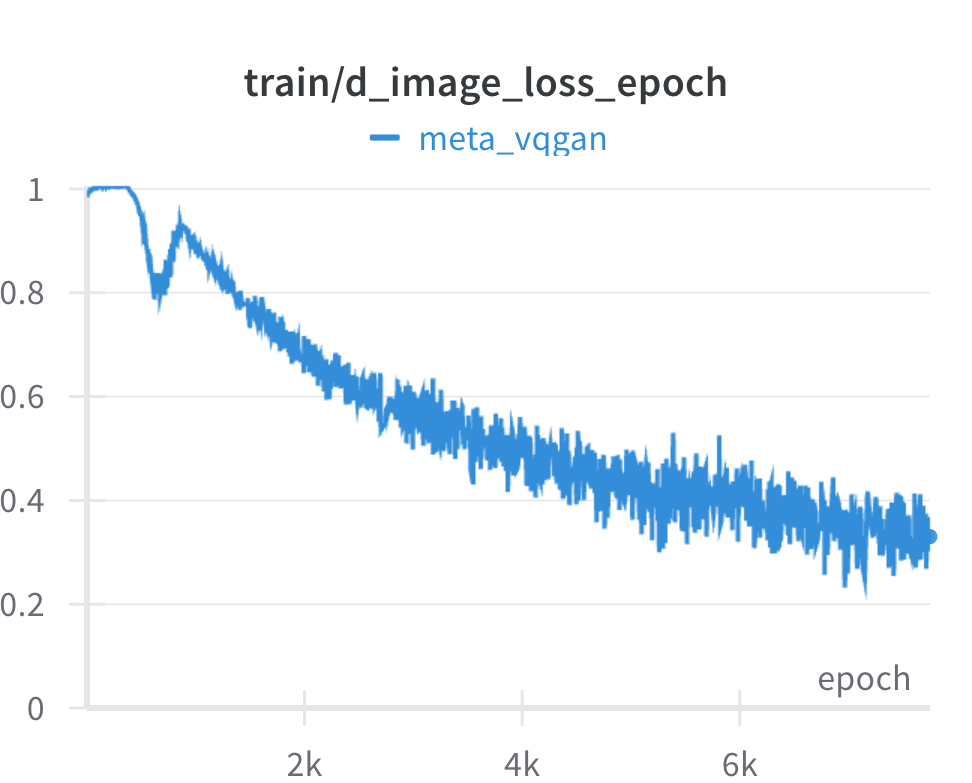 train/d_image_loss_epoch
meta_vqgan
1
0.8
0.6
0.4
0.2
0
epoch
2k
4k
6k